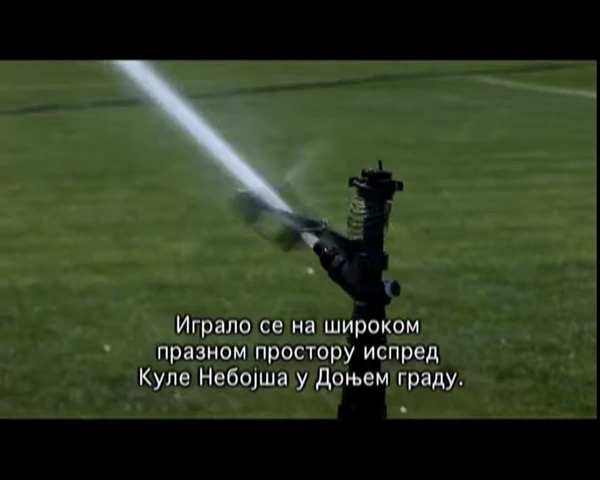 Играло се на широком
празном простору испред
Куле Небојша у Доњем граду.